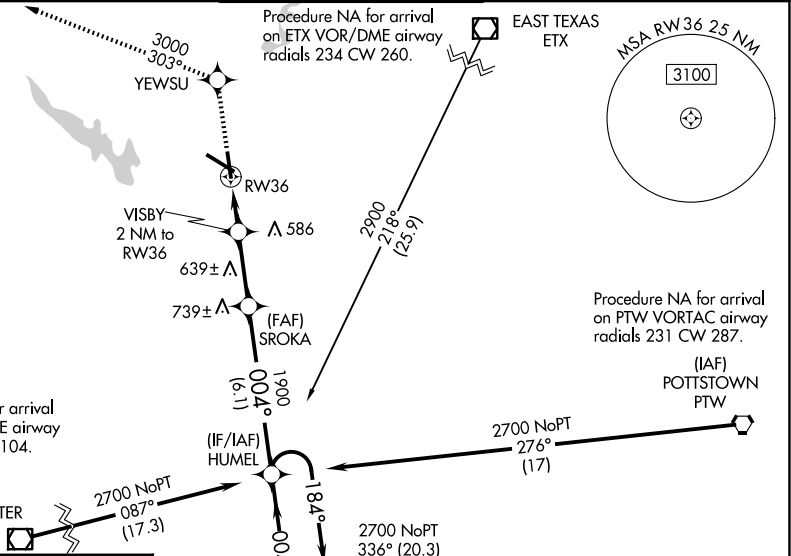 Procedure NA for arrival
on ETX VOR/DME airway
radials 234 CW 260.
EAST TEXAS
ETX
MSA RW36 25 NM
3100
3000
303°
YEWSU
RW36
VISBY
2 NM to
RW36
586
639±
739±
(FAF)
SROKA
2900
218°
(25.9)
1900
004°
(6.1)
Procedure NA for arrival
on PTW VORTAC airway
radials 231 CW 287.
(IAF)
POTTSTOWN
PTW
r arrival
E airway
104.
(IF/IAF)
HUMEL
2700 NoPT
276°
(17)
TER
2700 NoPT
087°
(17.3)
184°
00
2700 NoPT
336° (20.3)